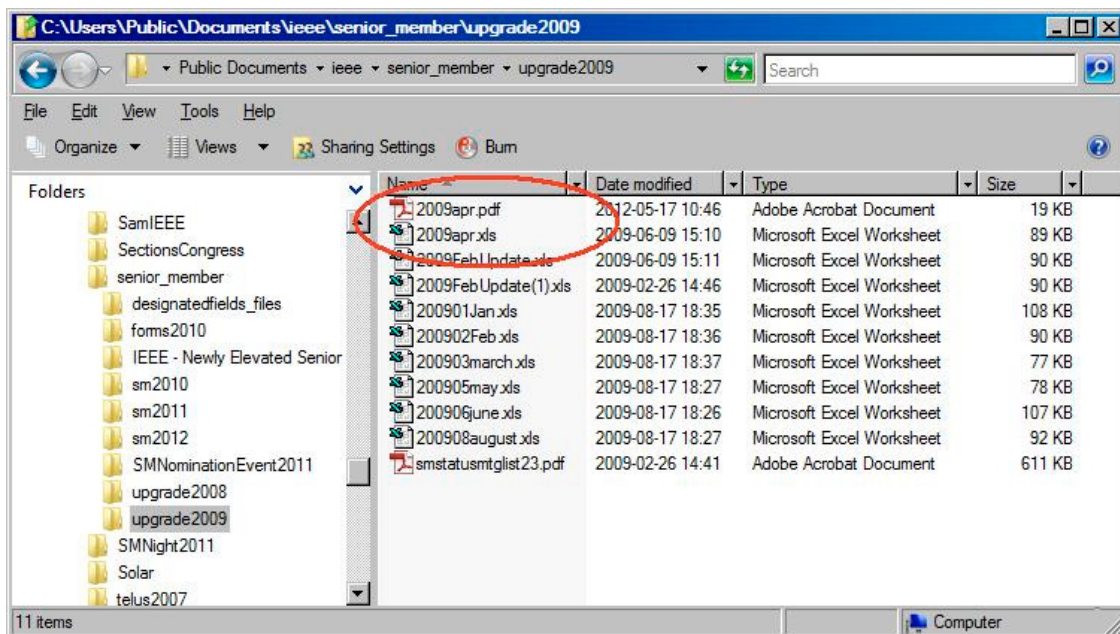 C:\Users\Public\Documents\ieee\senior_member\upgrade2009
Public Documents ieee senior_member upgrade2009 Search
File Edit View Tools Help
Organize Views Sharing Settings Burn
Folders
SamIEEE
SectionsCongress
senior_member
designatedfields_files
forms2010
IEEE - Newly Elevated Senior
sm2010
sm2011
sm2012
SMNominationEvent2011
upgrade2008
upgrade2009
SMNight2011
Solar
telus2007
Name Date modified Type Size
2009apr.pdf 2012-05-17 10:46 Adobe Acrobat Document 19 KB
2009apr.xls 2009-06-09 15:10 Microsoft Excel Worksheet 89 KB
2009FebUpdate.xls 2009-06-09 15:11 Microsoft Excel Worksheet 90 KB
2009FebUpdate(1).xls 2009-02-26 14:46 Microsoft Excel Worksheet 90 KB
200901Jan.xls 2009-08-17 18:35 Microsoft Excel Worksheet 108 KB
200902Feb.xls 2009-08-17 18:36 Microsoft Excel Worksheet 90 KB
200903march.xls 2009-08-17 18:37 Microsoft Excel Worksheet 77 KB
200905may.xls 2009-08-17 18:27 Microsoft Excel Worksheet 78 KB
200906june.xls 2009-08-17 18:26 Microsoft Excel Worksheet 107 KB
200908august.xls 2009-08-17 18:27 Microsoft Excel Worksheet 92 KB
smstatusmtglist23.pdf 2009-02-26 14:41 Adobe Acrobat Document 611 KB
11 items Computer